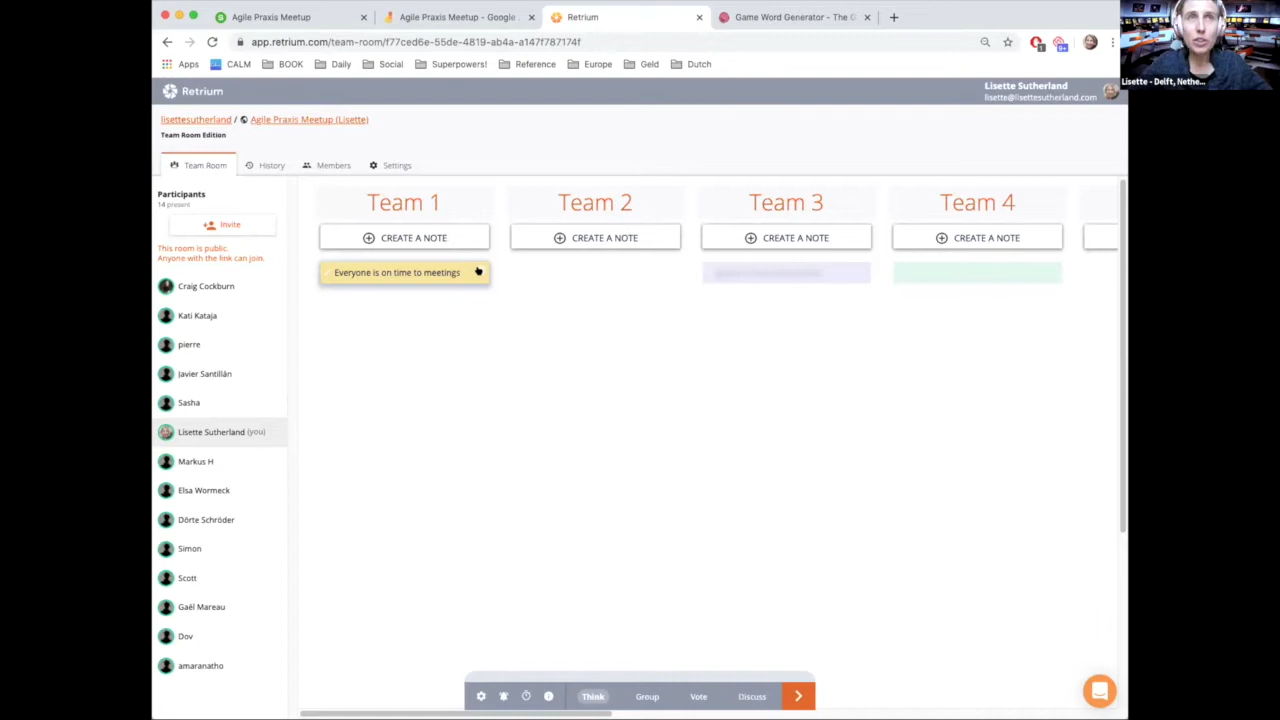 Agile Praxis Meetup
Agile Praxis Meetup - Google
Retrium
Game Word Generator - The G
app.retrium.com/team-room/f77ced6e-55de-4819-ab4a-a147f787174f
Apps
CALM
BOOK
Daily
Social
Superpowers!
Reference
Europe
Geld
Dutch
Lisette - Delft, Nethe...
Retrium
Lisette Sutherland
lisette@lisettesutherland.com
lisettesutherland / Agile Praxis Meetup (Lisette)
Team Room Edition
Team Room
History
Members
Settings
Participants
14 present
Invite
This room is public.
Anyone with the link can join.
Craig Cockburn
Kati Kataja
pierre
Javier Santillán
Sasha
Lisette Sutherland (you)
Markus H
Elsa Wormeck
Dörte Schröder
Simon
Scott
Gaël Mareau
Dov
amaranatho
Team 1
CREATE A NOTE
Everyone is on time to meetings
Team 2
CREATE A NOTE
Team 3
CREATE A NOTE
Team 4
CREATE A NOTE
Think
Group
Vote
Discuss